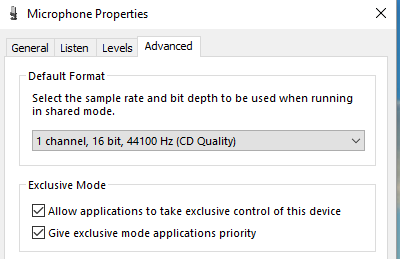 Microphone Properties
General Listen Levels Advanced
Default Format
Select the sample rate and bit depth to be used when running
in shared mode.
1 channel, 16 bit, 44100 Hz (CD Quality)
Exclusive Mode
Allow applications to take exclusive control of this device
Give exclusive mode applications priority